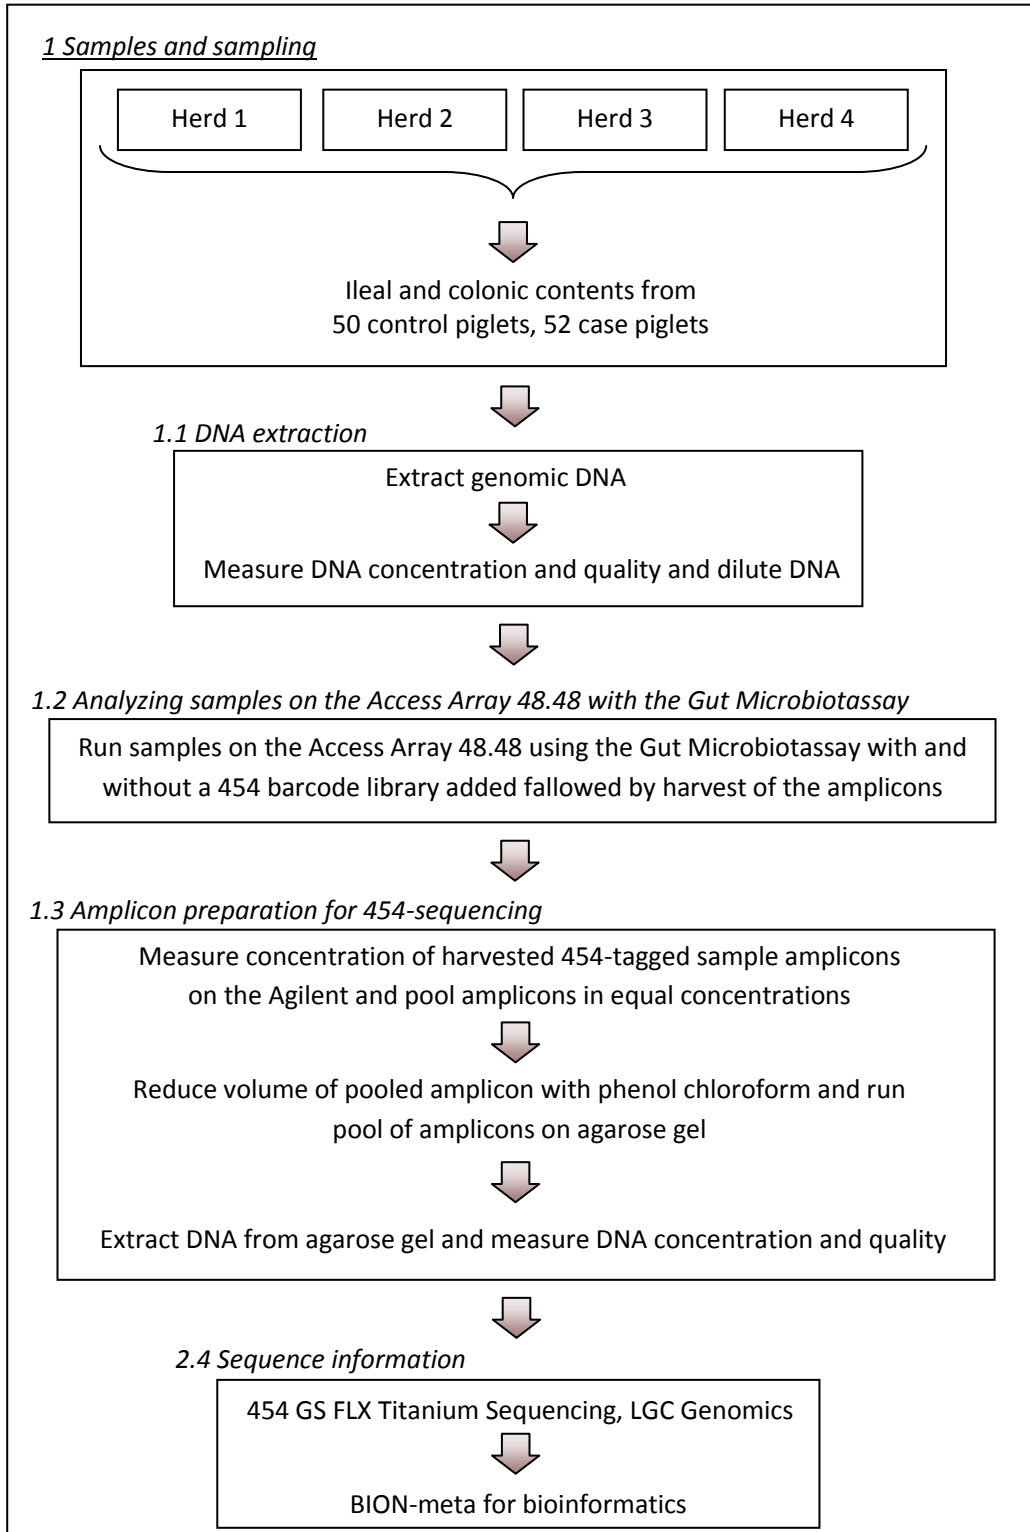 1 Samples and sampling
Herd 1
Herd 2
Herd 3
Herd 4
Ileal and colonic contents from
50 control piglets, 52 case piglets
1.1 DNA extraction
Extract genomic DNA
Measure DNA concentration and quality and dilute DNA
1.2 Analyzing samples on the Access Array 48.48 with the Gut Microbiotassay
Run samples on the Access Array 48.48 using the Gut Microbiotassay with and
without a 454 barcode library added fallowed by harvest of the amplicons
1.3 Amplicon preparation for 454-sequencing
Measure concentration of harvested 454-tagged sample amplicons
on the Agilent and pool amplicons in equal concentrations
Reduce volume of pooled amplicon with phenol chloroform and run
pool of amplicons on agarose gel
Extract DNA from agarose gel and measure DNA concentration and quality
2.4 Sequence information
454 GS FLX Titanium Sequencing, LGC Genomics
BION-meta for bioinformatics